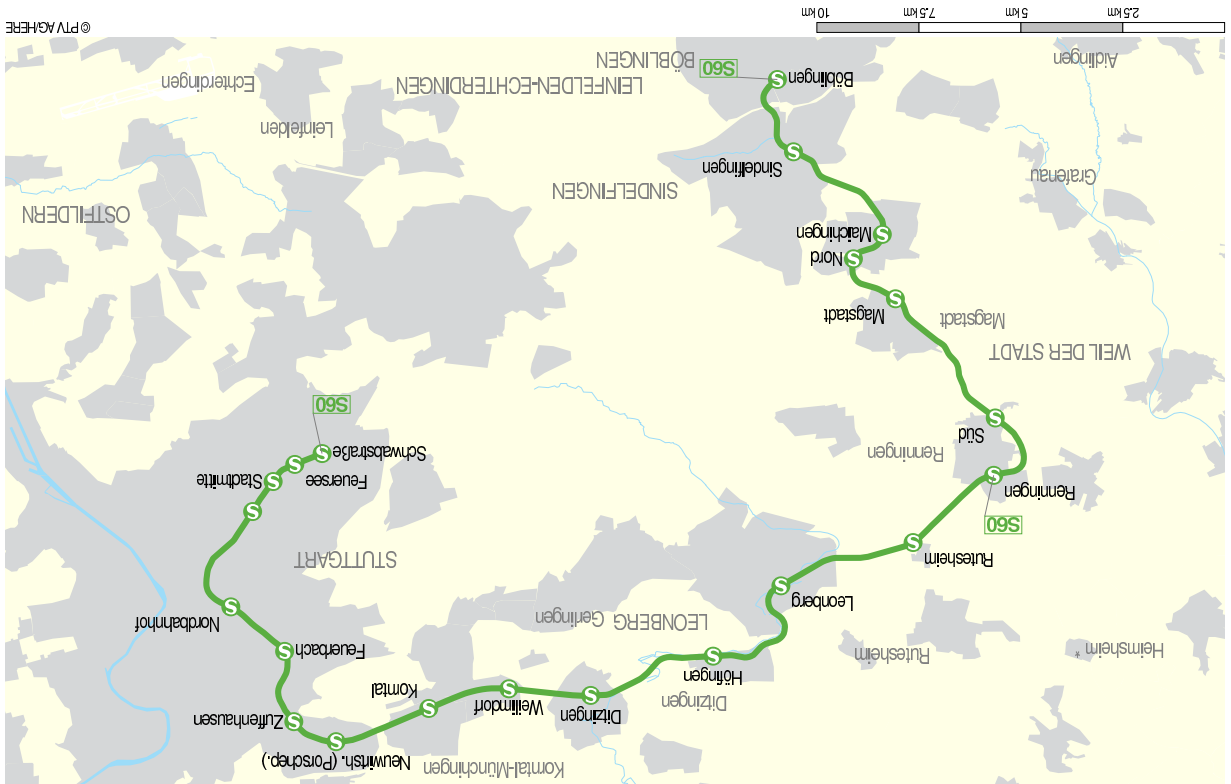 Korntal-Münchingen
Neuwirtsh. (Porschep.)
Zuffenhausen
Ditzingen
Weilimdorf
Ditzingen
Korntal
Höfingen
Heimsheim *
Rutesheim
Feuerbach
Nordbahnhof
LEONBERG
Gerlingen
Leonberg
Rutesheim
STUTTGART
S60
Renningen
Feuersee
Stadtmitte
Schwabstraße
Renningen
Süd
S60
WEIL DER STADT
Magstadt
Magstadt
Nord
Maichingen
OSTFILDERN
SINDELFINGEN
Grafenau
Sindelfingen
Leinfelden
LEINFELDEN-ECHTERDINGEN
Echterdingen
Böblingen
S60
BÖBLINGEN
Aidlingen
2.5 km
5 km
7.5 km
10 km
© PTV AG/HERE